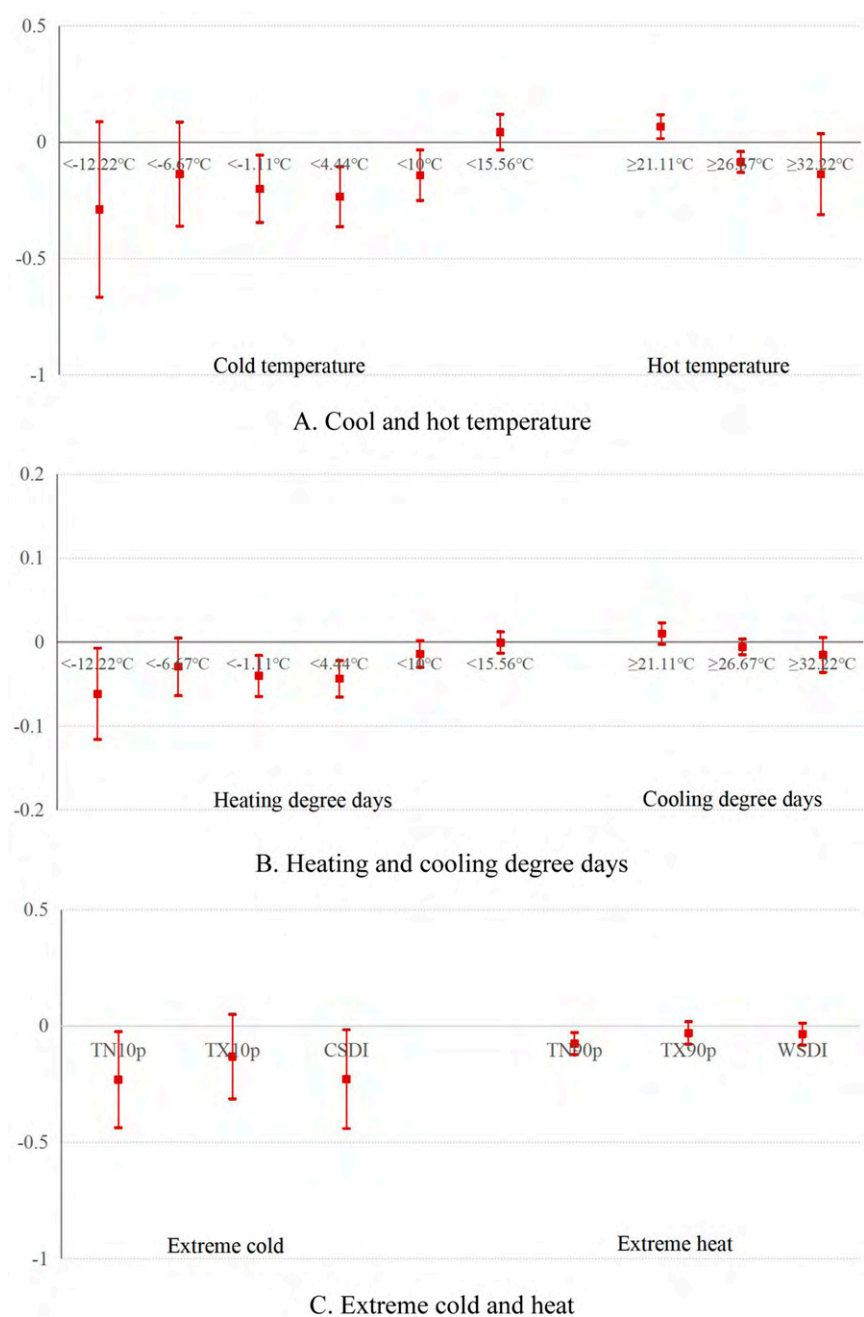 0.5
0
<-12.22℃ <-6.67℃ <-1.11℃ <4.44℃ <10℃ <15.56℃ ≥21.11℃ ≥26.67℃ ≥32.22℃
-0.5
Cold temperature Hot temperature
-1
A. Cool and hot temperature
0.2
0.1
0
<-12.22℃ <-6.67℃ <-1.11℃ <4.44℃ <10℃ <15.56℃ ≥21.11℃ ≥26.67℃ ≥32.22℃
-0.1
Heating degree days Cooling degree days
-0.2
B. Heating and cooling degree days
0.5
0
TN10p TX10p CSDI TN90p TX90p WSDI
-0.5
Extreme cold Extreme heat
-1
C. Extreme cold and heat